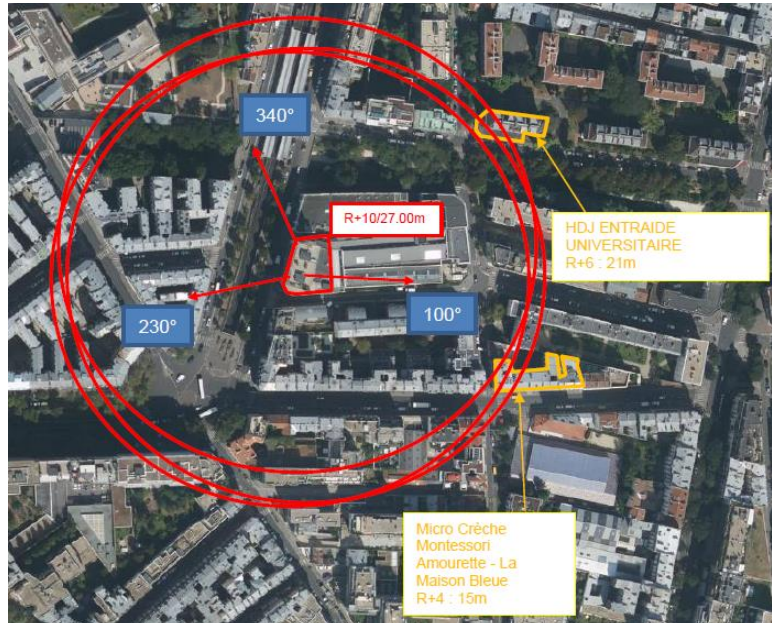 340°
R+10/27.00m
HDJ ENTRAIDE
UNIVERSITAIRE
R+6 : 21m
230°
100°
Micro Crèche
Montessori
Amourette - La
Maison Bleue
R+4 : 15m